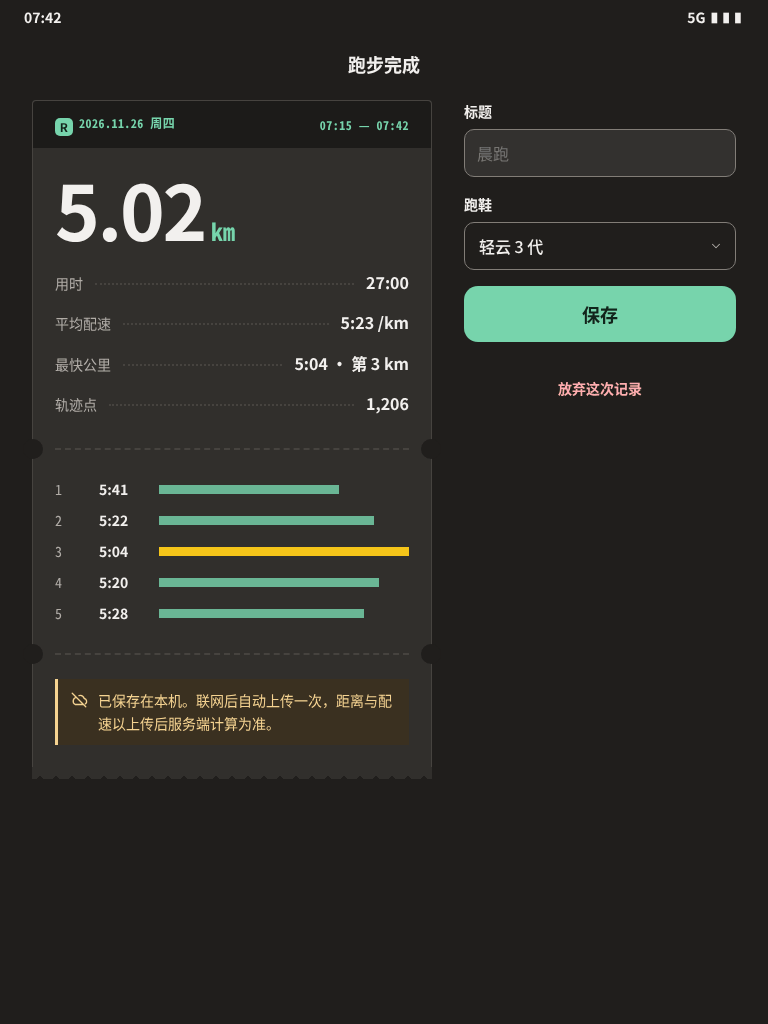 07:42
5G
跑步完成
R 2026.11.26 周四
07:15 — 07:42
5.02 km
用时 27:00
平均配速 5:23 /km
最快公里 5:04 · 第 3 km
轨迹点 1,206
1 5:41
2 5:22
3 5:04
4 5:20
5 5:28
已保存在本机。联网后自动上传一次，距离与配
速以上传后服务端计算为准。
标题
晨跑
跑鞋
轻云 3 代
保存
放弃这次记录